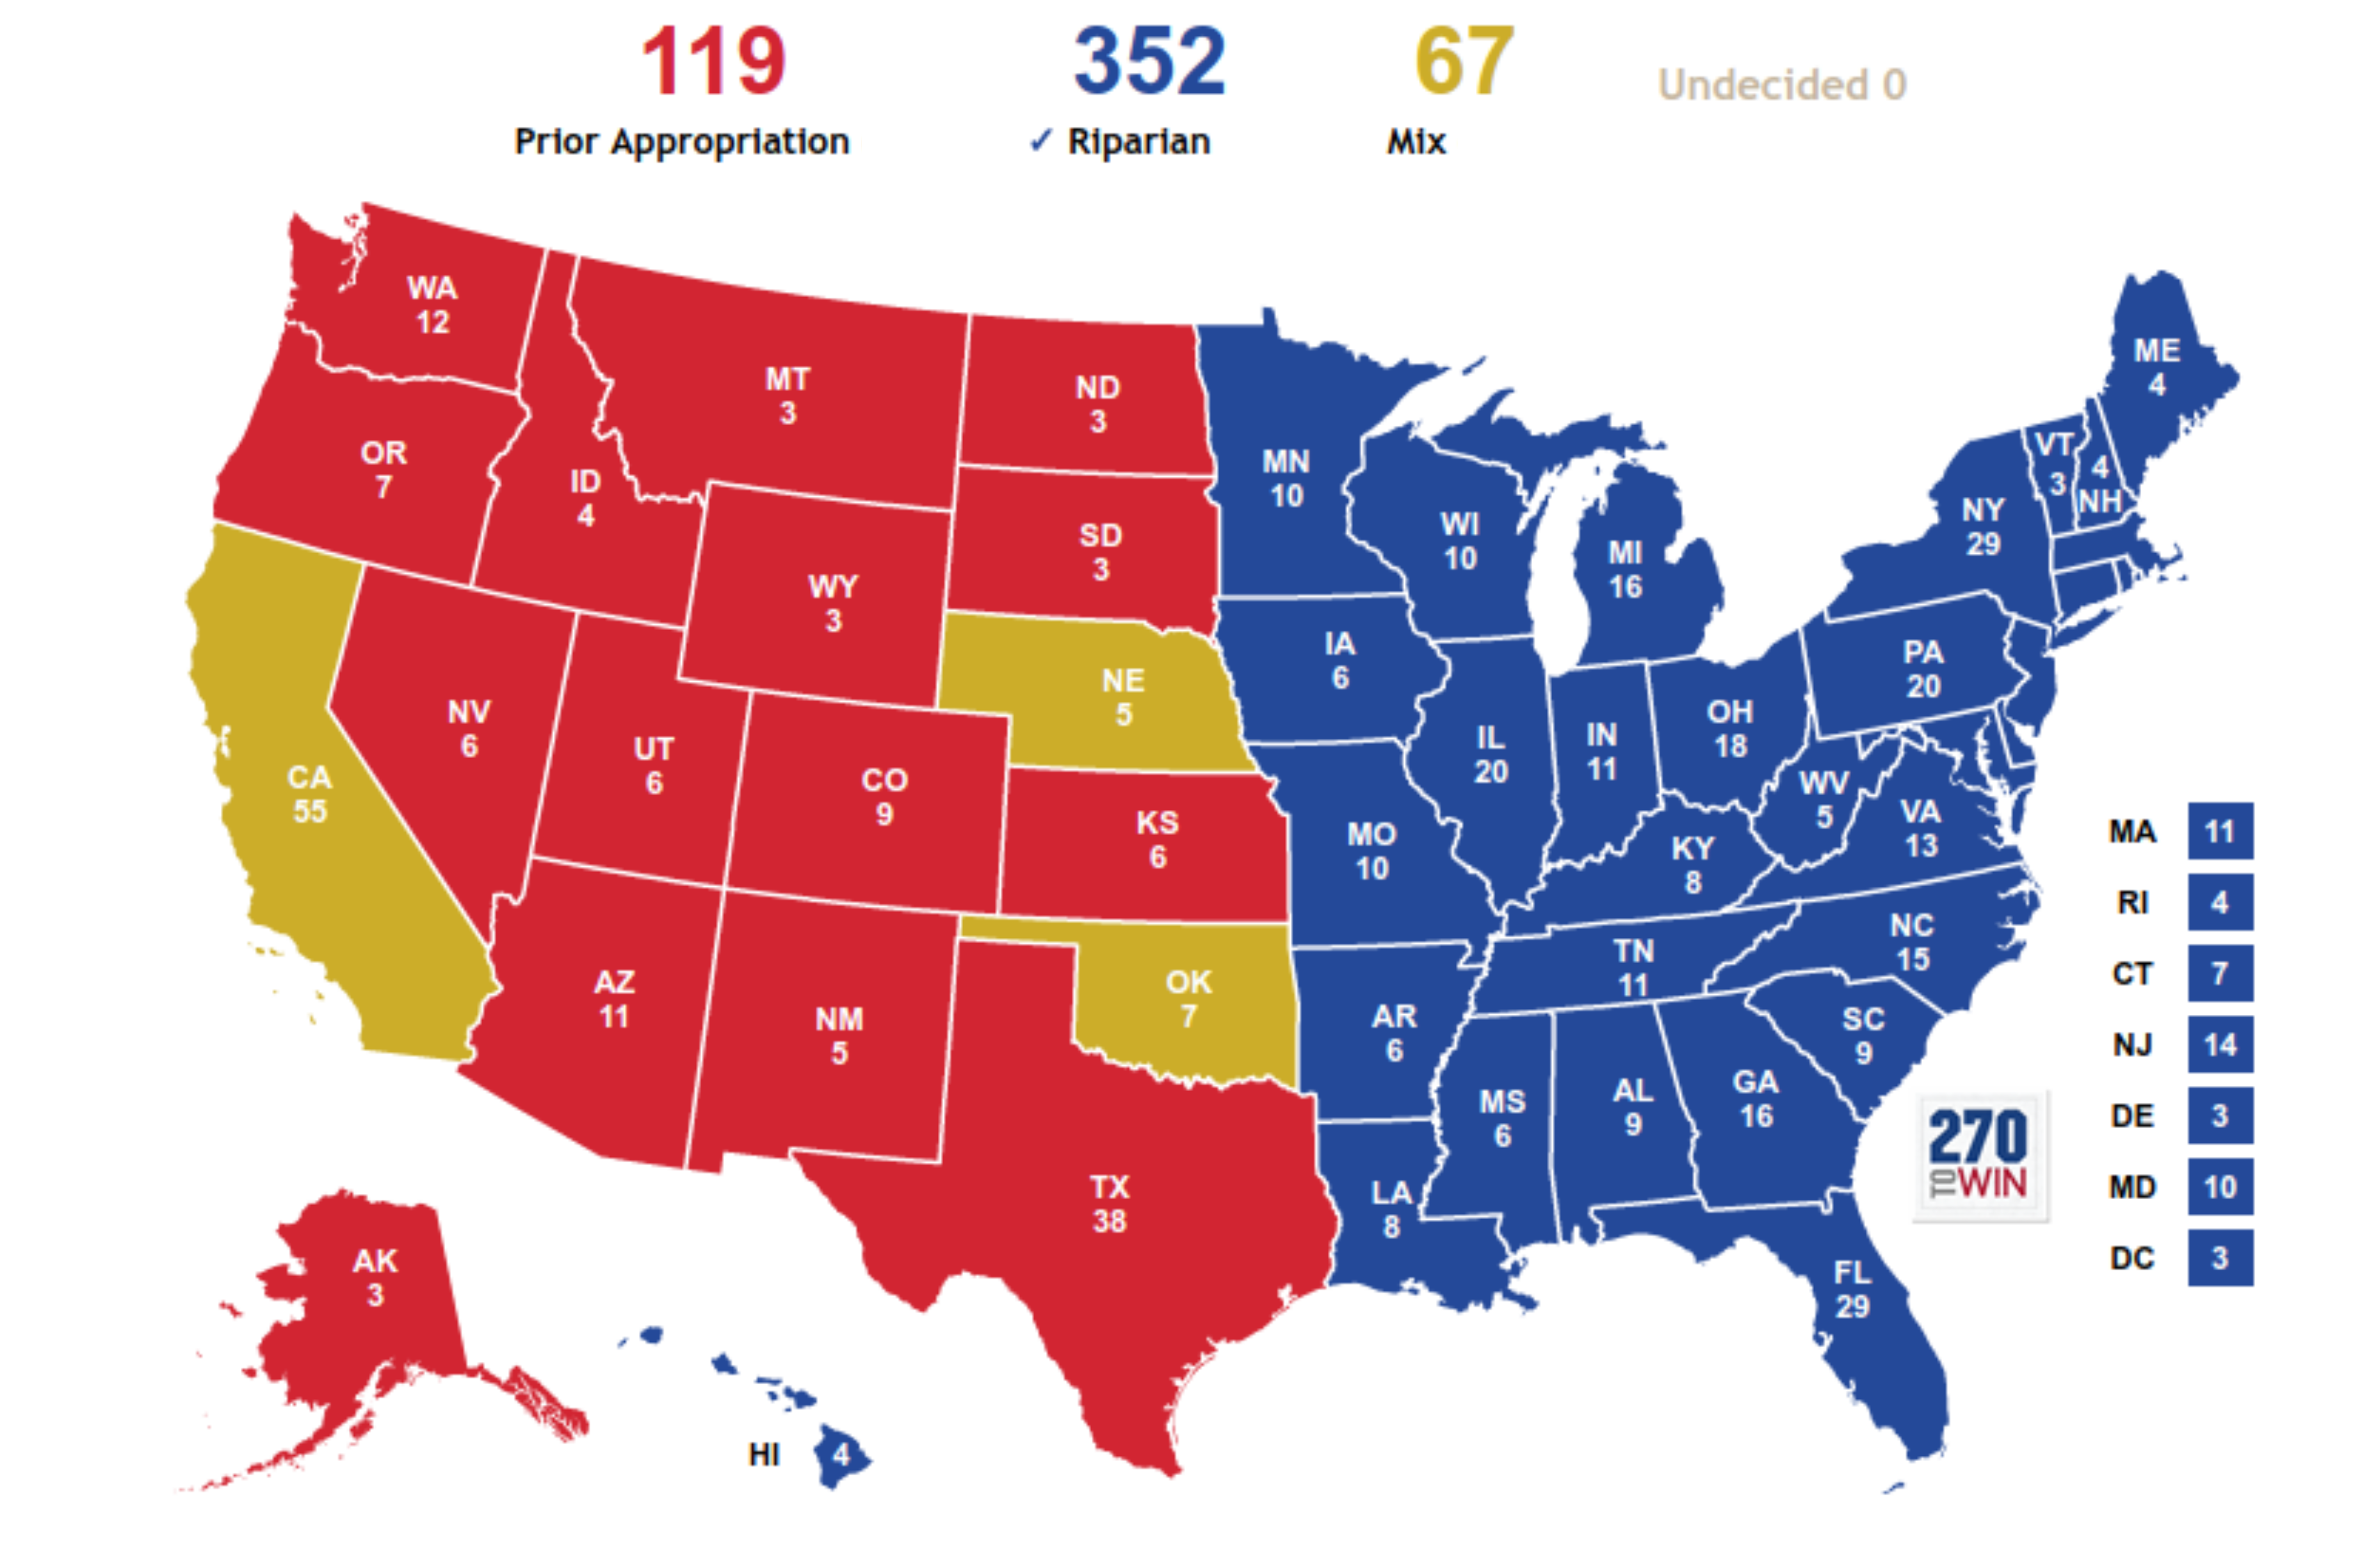 119
352
67
Undecided 0
Prior Appropriation
✓ Riparian
Mix
WA
12
OR
7
ID
4
MT
3
ND
3
MN
10
WI
10
MI
16
NY
29
VT
3
4
NH
ME
4
SD
3
WY
3
NE
5
IA
6
PA
20
CA
55
NV
6
UT
6
CO
9
KS
6
MO
10
IL
20
IN
11
OH
18
WV
5
VA
13
KY
8
MA 11
RI 4
CT 7
NJ 14
DE 3
MD 10
DC 3
AZ
11
NM
5
OK
7
AR
6
TN
11
NC
15
SC
9
MS
6
AL
9
GA
16
TX
38
LA
8
FL
29
270
TO WIN
AK
3
HI 4